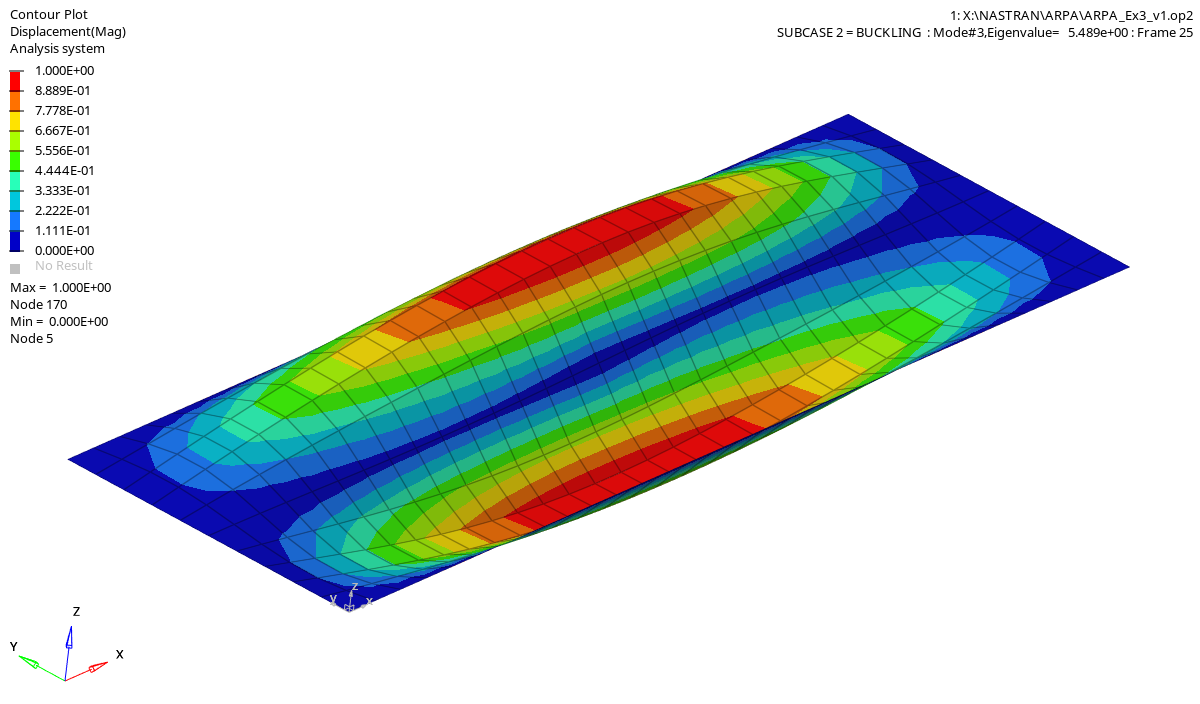 Contour Plot
Displacement(Mag)
Analysis system
1.000E+00
8.889E-01
7.778E-01
6.667E-01
5.556E-01
4.444E-01
3.333E-01
2.222E-01
1.111E-01
0.000E+00
No Result
Max = 1.000E+00
Node 170
Min = 0.000E+00
Node 5
1: X:\NASTRAN\ARPA\ARPA_Ex3_v1.op2
SUBCASE 2 = BUCKLING : Mode#3,Eigenvalue= 5.489e+00 : Frame 25
Z
Y X
Z
Y
X